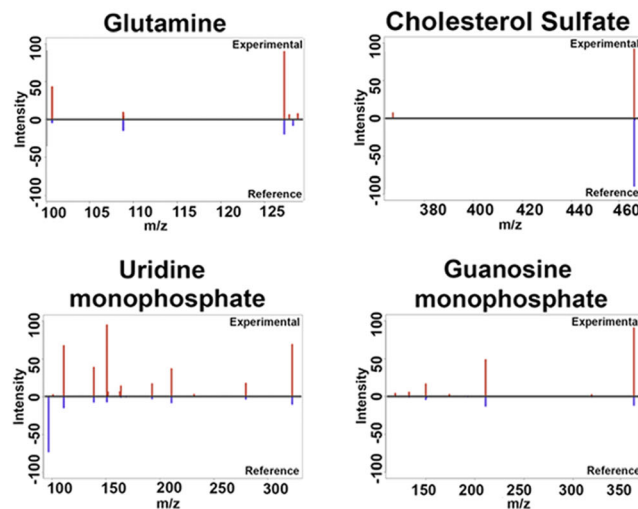 Glutamine
Experimental
100
50
0
-50
-100
Intensity
Reference
100 105 110 115 120 125
m/z
Cholesterol Sulfate
Experimental
100
50
0
-50
-100
Intensity
Reference
380 400 420 440 460
m/z
Uridine
monophosphate
Experimental
100
50
0
-50
-100
Intensity
Reference
100 150 200 250 300
m/z
Guanosine
monophosphate
Experimental
100
50
0
-50
-100
Intensity
Reference
150 200 250 300 350
m/z